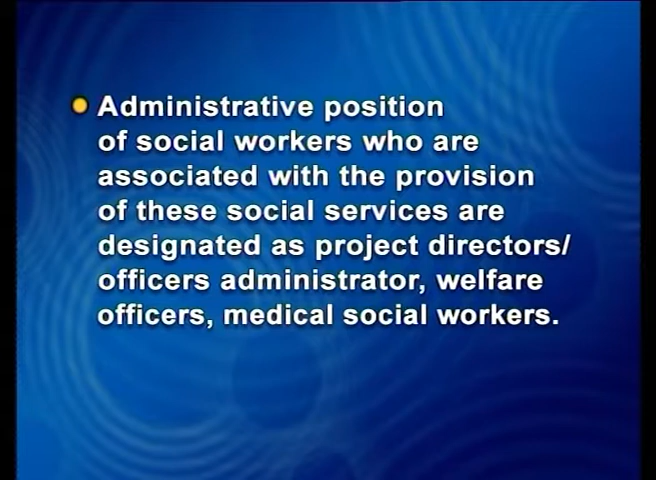 Administrative position
of social workers who are
associated with the provision
of these social services are
designated as project directors/
officers administrator, welfare
officers, medical social workers.